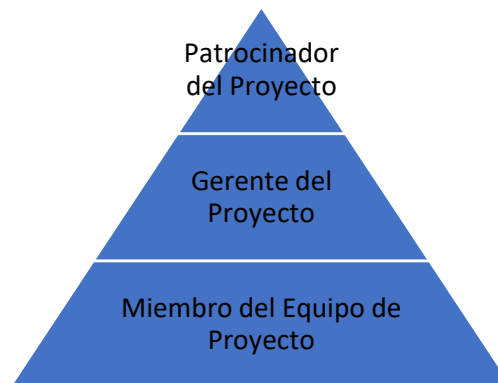 Patrocinador
del Proyecto
Gerente del
Proyecto
Miembro del Equipo de
Proyecto